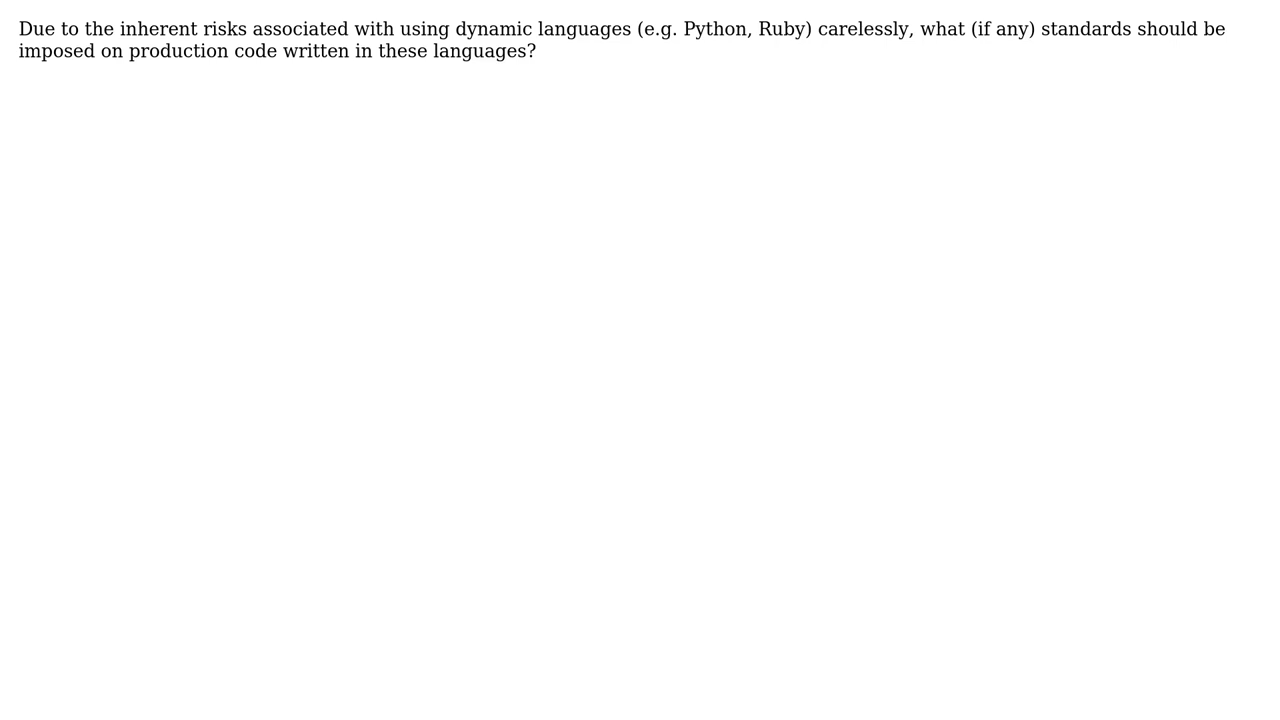 Due to the inherent risks associated with using dynamic languages (e.g. Python, Ruby) carelessly, what (if any) standards should be
imposed on production code written in these languages?